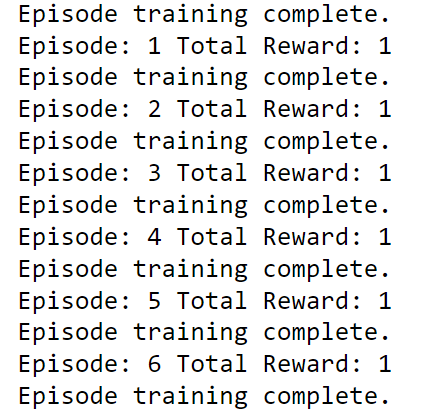 Episode training complete.
Episode: 1 Total Reward: 1
Episode training complete.
Episode: 2 Total Reward: 1
Episode training complete.
Episode: 3 Total Reward: 1
Episode training complete.
Episode: 4 Total Reward: 1
Episode training complete.
Episode: 5 Total Reward: 1
Episode training complete.
Episode: 6 Total Reward: 1
Episode training complete.